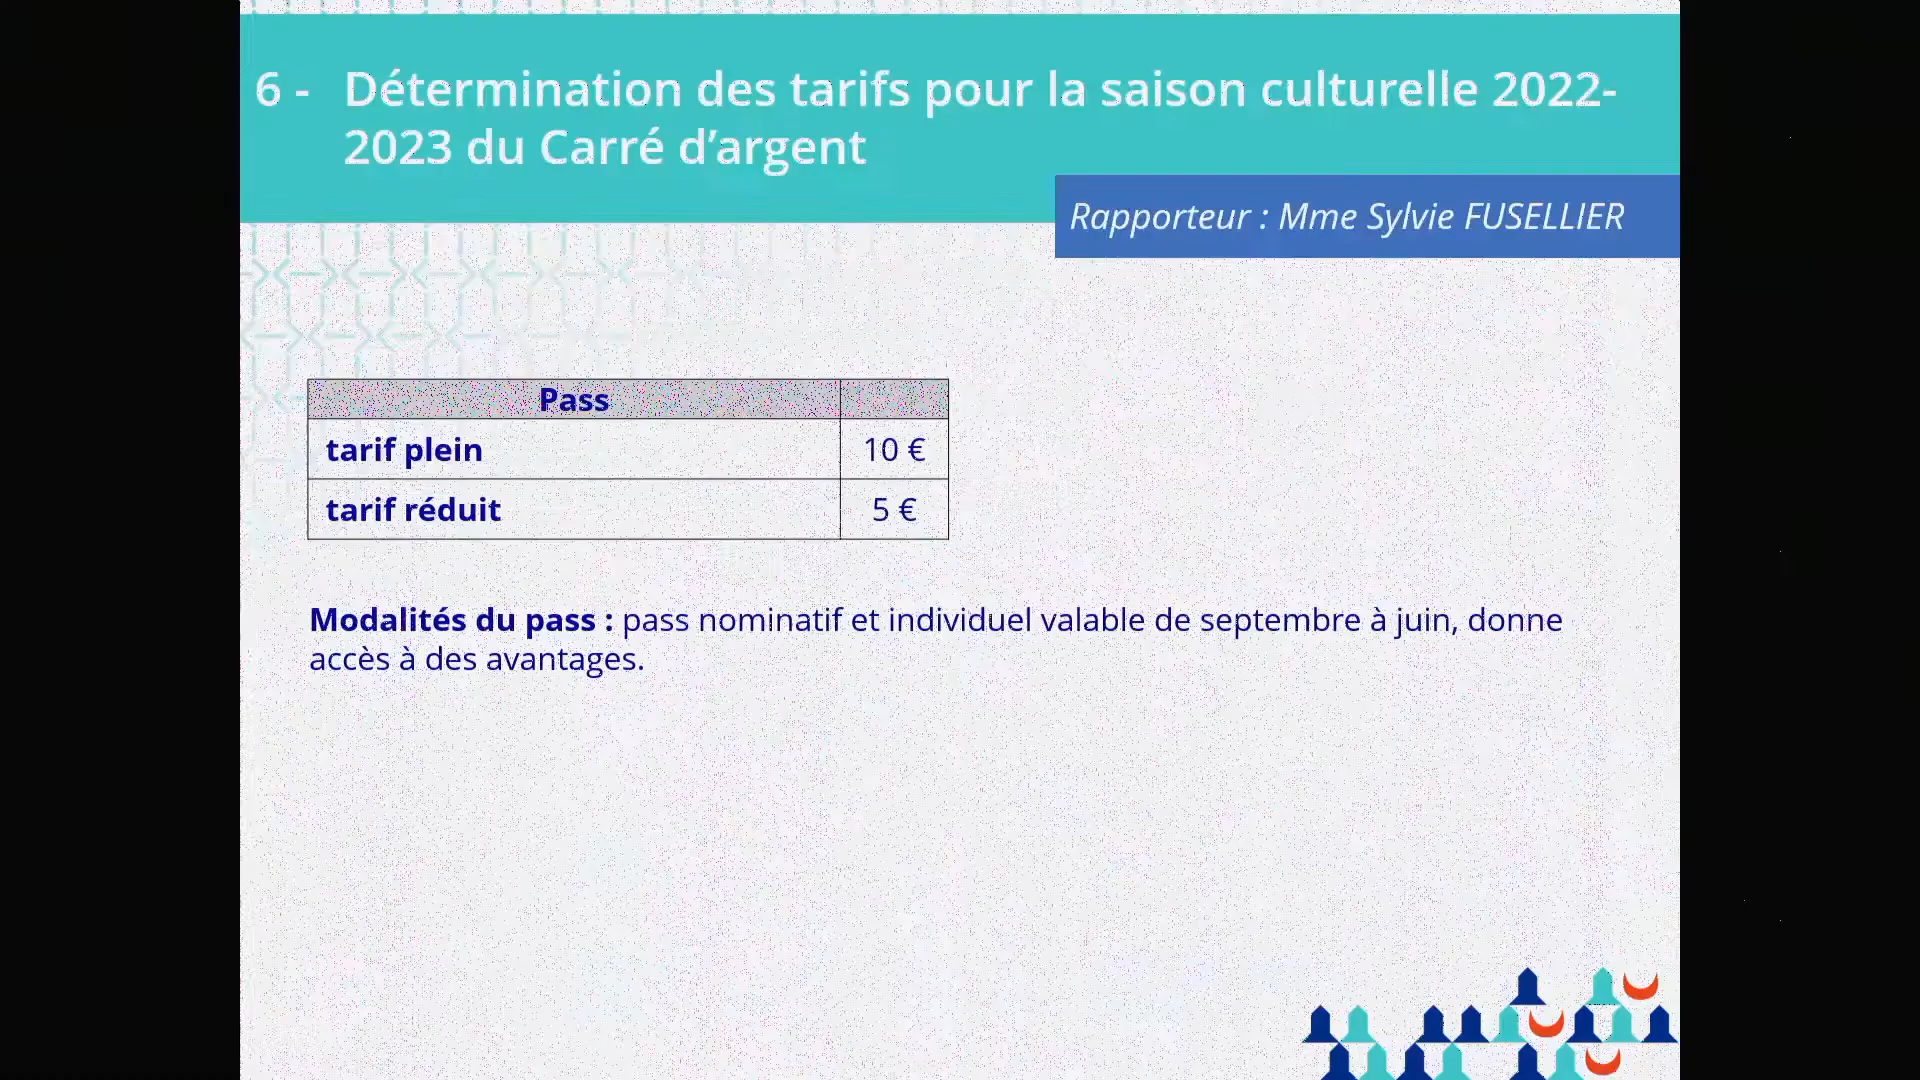 6 - Détermination des tarifs pour la saison culturelle 2022-
2023 du Carré d’argent
Rapporteur : Mme Sylvie FUSELLIER
Pass
tarif plein 10 €
tarif réduit 5 €
Modalités du pass : pass nominatif et individuel valable de septembre à juin, donne
accès à des avantages.